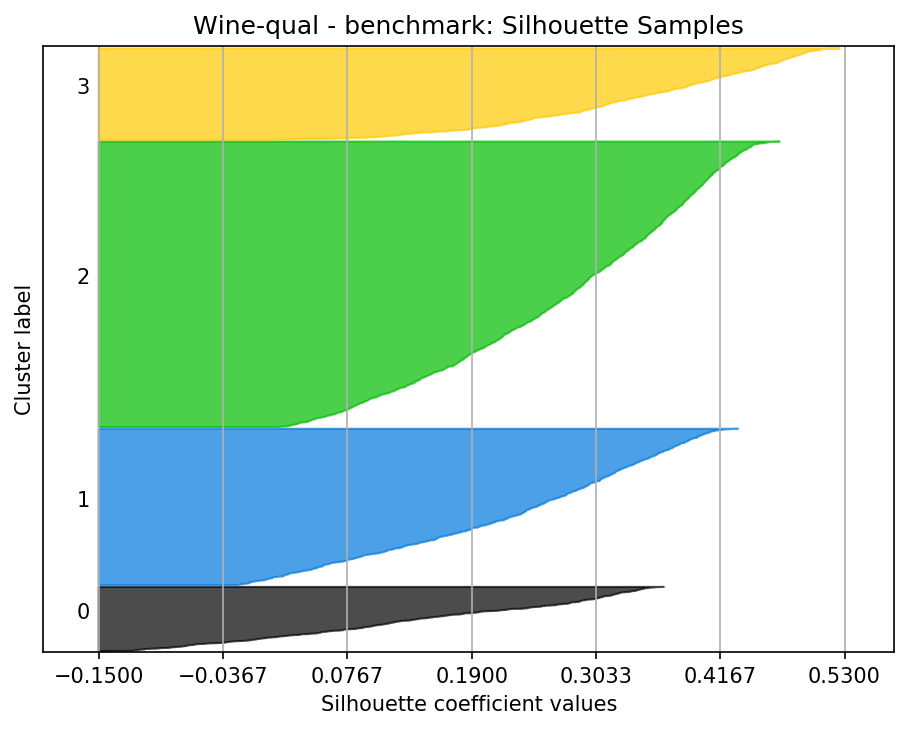 Wine-qual - benchmark: Silhouette Samples
3
2
1
0
Cluster label
−0.1500 −0.0367 0.0767 0.1900 0.3033 0.4167 0.5300
Silhouette coefficient values